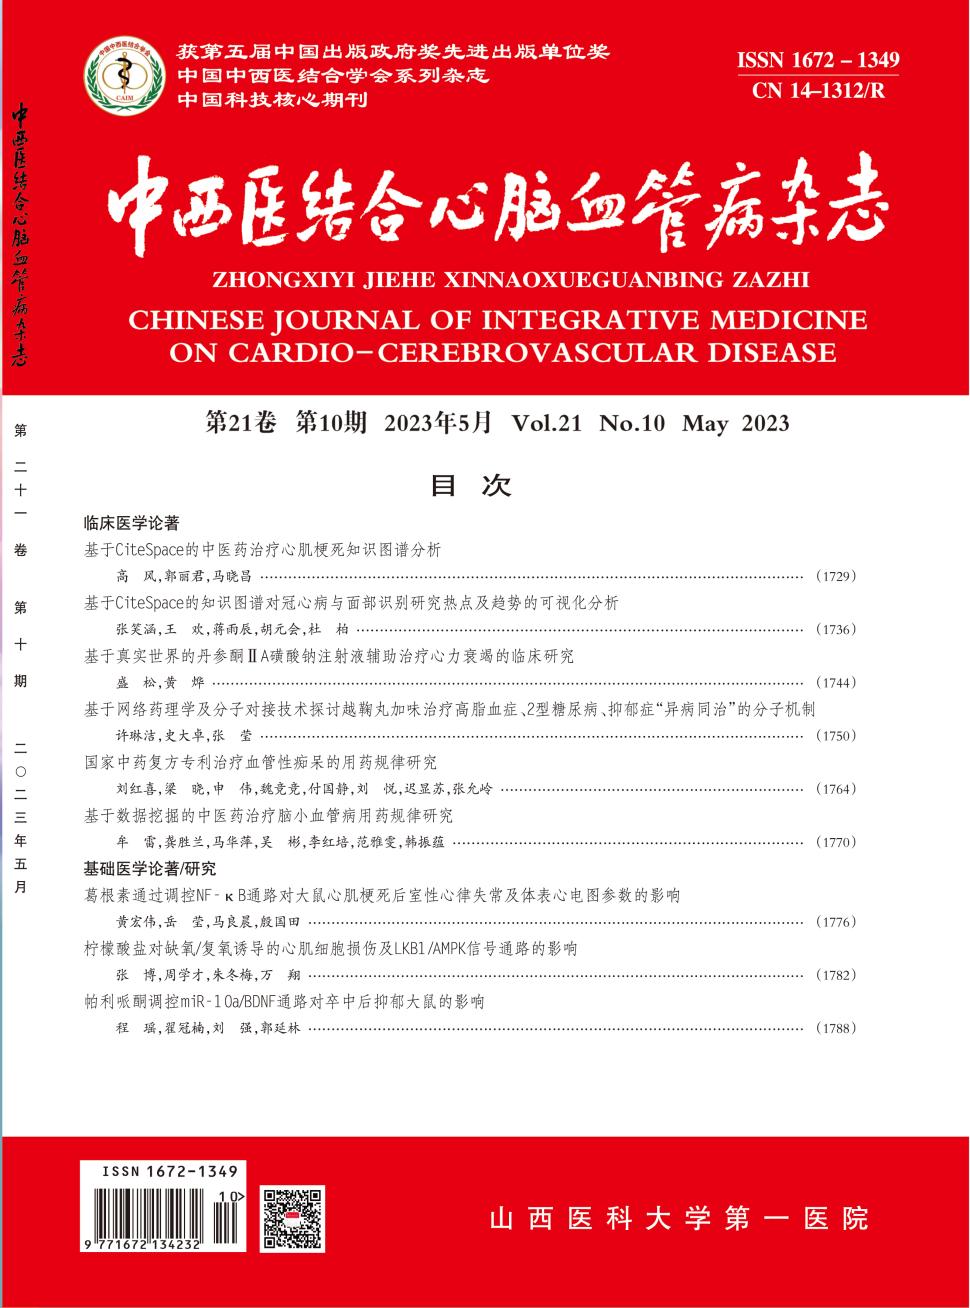 获第五届中国出版政府奖先进出版单位奖
中国中西医结合学会系列杂志
中国科技核心期刊
ISSN 1672-1349
CN 14-1312/R
中国中西医结合学会
CAIM
中西医结合心脑血管病杂志
ZHONGXIYI JIEHE XINNAOXUEGUANBING ZAZHI
CHINESE JOURNAL OF INTEGRATIVE MEDICINE
ON CARDIO-CEREBROVASCULAR DISEASE
中西医结合心脑血管病杂志
第二十一卷 第十期 二〇二三年五月
第21卷 第10期 2023年5月 Vol.21 No.10 May 2023
目 次
临床医学论著
基于CiteSpace的中医药治疗心肌梗死知识图谱分析
高 风,郭丽君,马晓昌 ……（1729）
基于CiteSpace的知识图谱对冠心病与面部识别研究热点及趋势的可视化分析
张笑涵,王 欢,蒋雨辰,胡元会,杜 柏 ……（1736）
基于真实世界的丹参酮ⅡA磺酸钠注射液辅助治疗心力衰竭的临床研究
盛 松,黄 烨 ……（1744）
基于网络药理学及分子对接技术探讨越鞠丸加味治疗高脂血症、2型糖尿病、抑郁症“异病同治”的分子机制
许琳洁,史大卓,张 莹 ……（1750）
国家中药复方专利治疗血管性痴呆的用药规律研究
刘红喜,梁 晓,申 伟,魏竞竞,付国静,刘 悦,迟显苏,张允岭 ……（1764）
基于数据挖掘的中医药治疗脑小血管病用药规律研究
牟 雷,龚胜兰,马华萍,吴 彬,李红培,范雅雯,韩振蕴 ……（1770）
基础医学论著/研究
葛根素通过调控NF-κB通路对大鼠心肌梗死后室性心律失常及体表心电图参数的影响
黄宏伟,岳 莹,马良晨,殷国田 ……（1776）
柠檬酸盐对缺氧/复氧诱导的心肌细胞损伤及LKB1/AMPK信号通路的影响
张 博,周学才,朱冬梅,万 翔 ……（1782）
帕利哌酮调控miR-10a/BDNF通路对卒中后抑郁大鼠的影响
程 瑶,翟冠楠,刘 强,郭延林 ……（1788）
ISSN 1672-1349
10>
9 771672 134232
山西医科大学第一医院